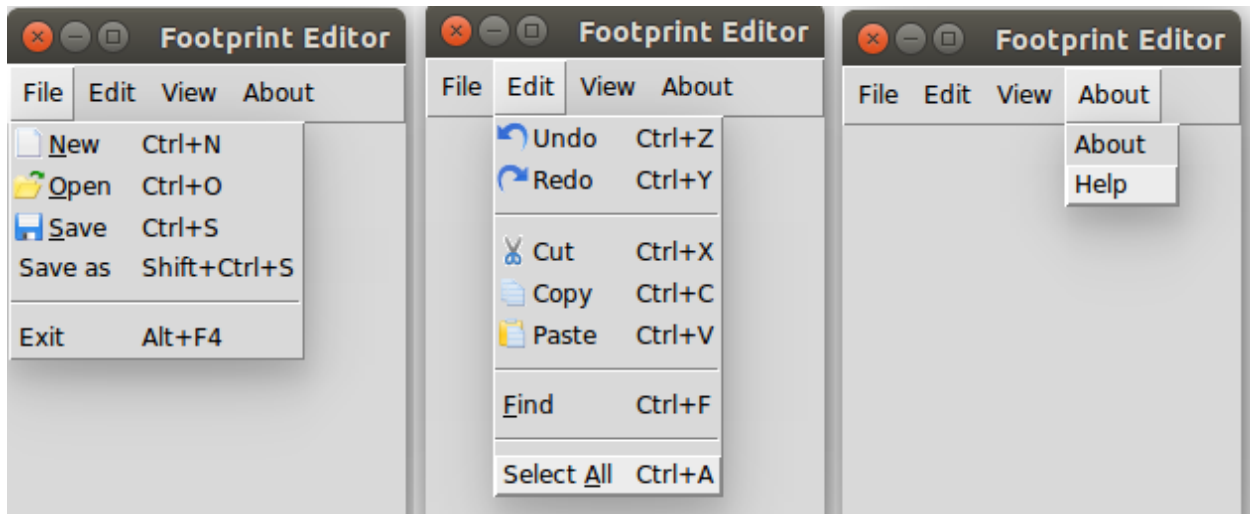 Footprint Editor
File Edit View About
New Ctrl+N
Open Ctrl+O
Save Ctrl+S
Save as Shift+Ctrl+S
Exit Alt+F4
Footprint Editor
File Edit View About
Undo Ctrl+Z
Redo Ctrl+Y
Cut Ctrl+X
Copy Ctrl+C
Paste Ctrl+V
Find Ctrl+F
Select All Ctrl+A
Footprint Editor
File Edit View About
About
Help